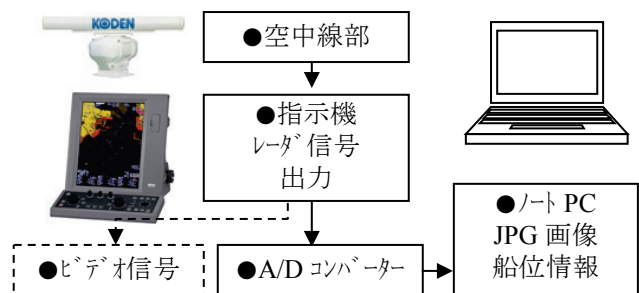 KODEN
●空中線部
●指示機
ﾚｰﾀﾞ信号
出力
●ﾋﾞﾃﾞｵ信号
●A/D ｺﾝﾊﾞｰﾀｰ
●ﾉｰﾄ PC
JPG 画像
船位情報